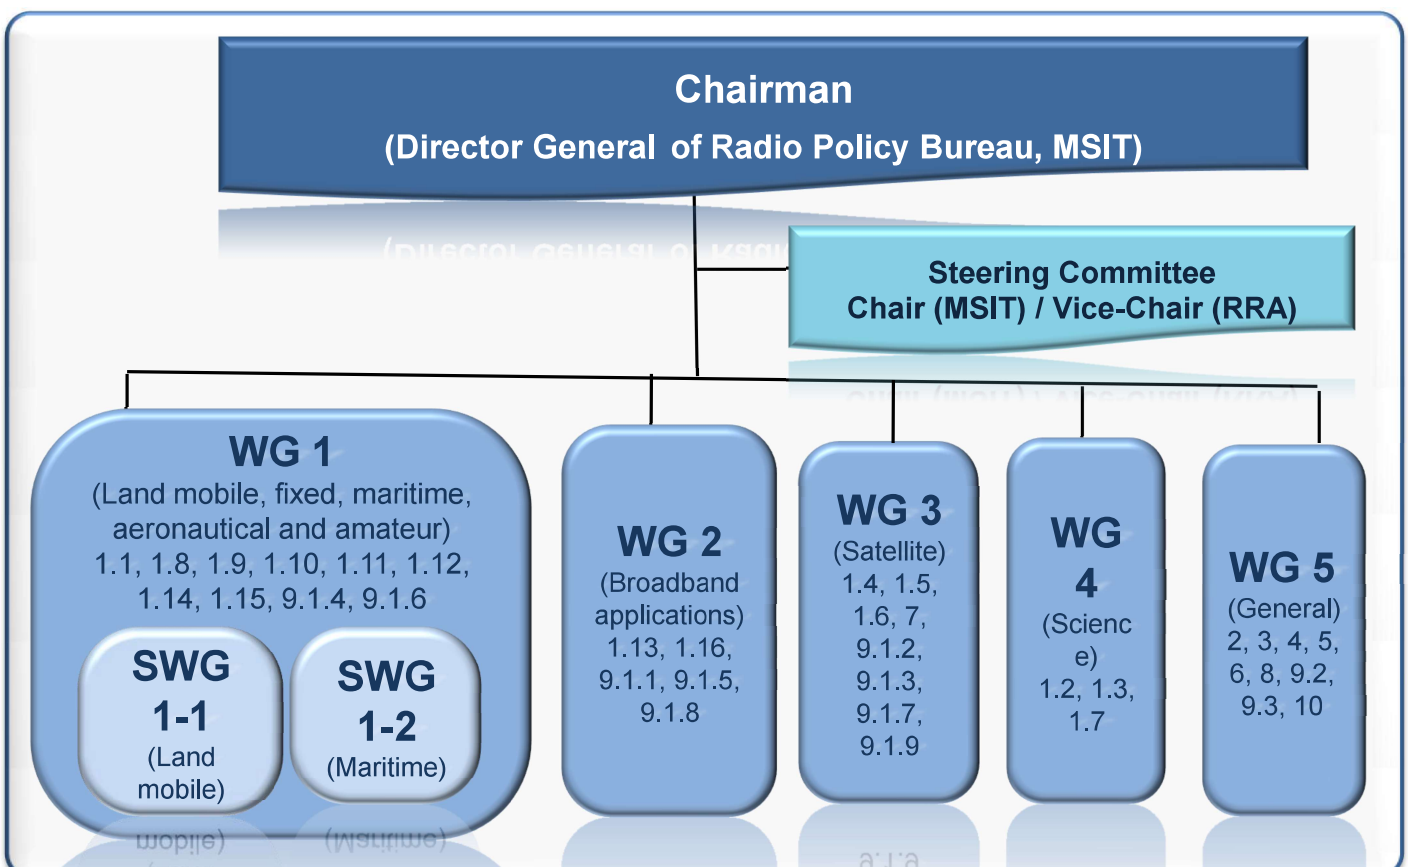 Chairman
(Director General of Radio Policy Bureau, MSIT)
Steering Committee
Chair (MSIT) / Vice-Chair (RRA)
WG 1
(Land mobile, fixed, maritime,
aeronautical and amateur)
1.1, 1.8, 1.9, 1.10, 1.11, 1.12,
1.14, 1.15, 9.1.4, 9.1.6
SWG
1-1
(Land
mobile)
SWG
1-2
(Maritime)
WG 2
(Broadband
applications)
1.13, 1.16,
9.1.1, 9.1.5,
9.1.8
WG 3
(Satellite)
1.4, 1.5,
1.6, 7,
9.1.2,
9.1.3,
9.1.7,
9.1.9
WG
4
(Scienc
e)
1.2, 1.3,
1.7
WG 5
(General)
2, 3, 4, 5,
6, 8, 9.2,
9.3, 10